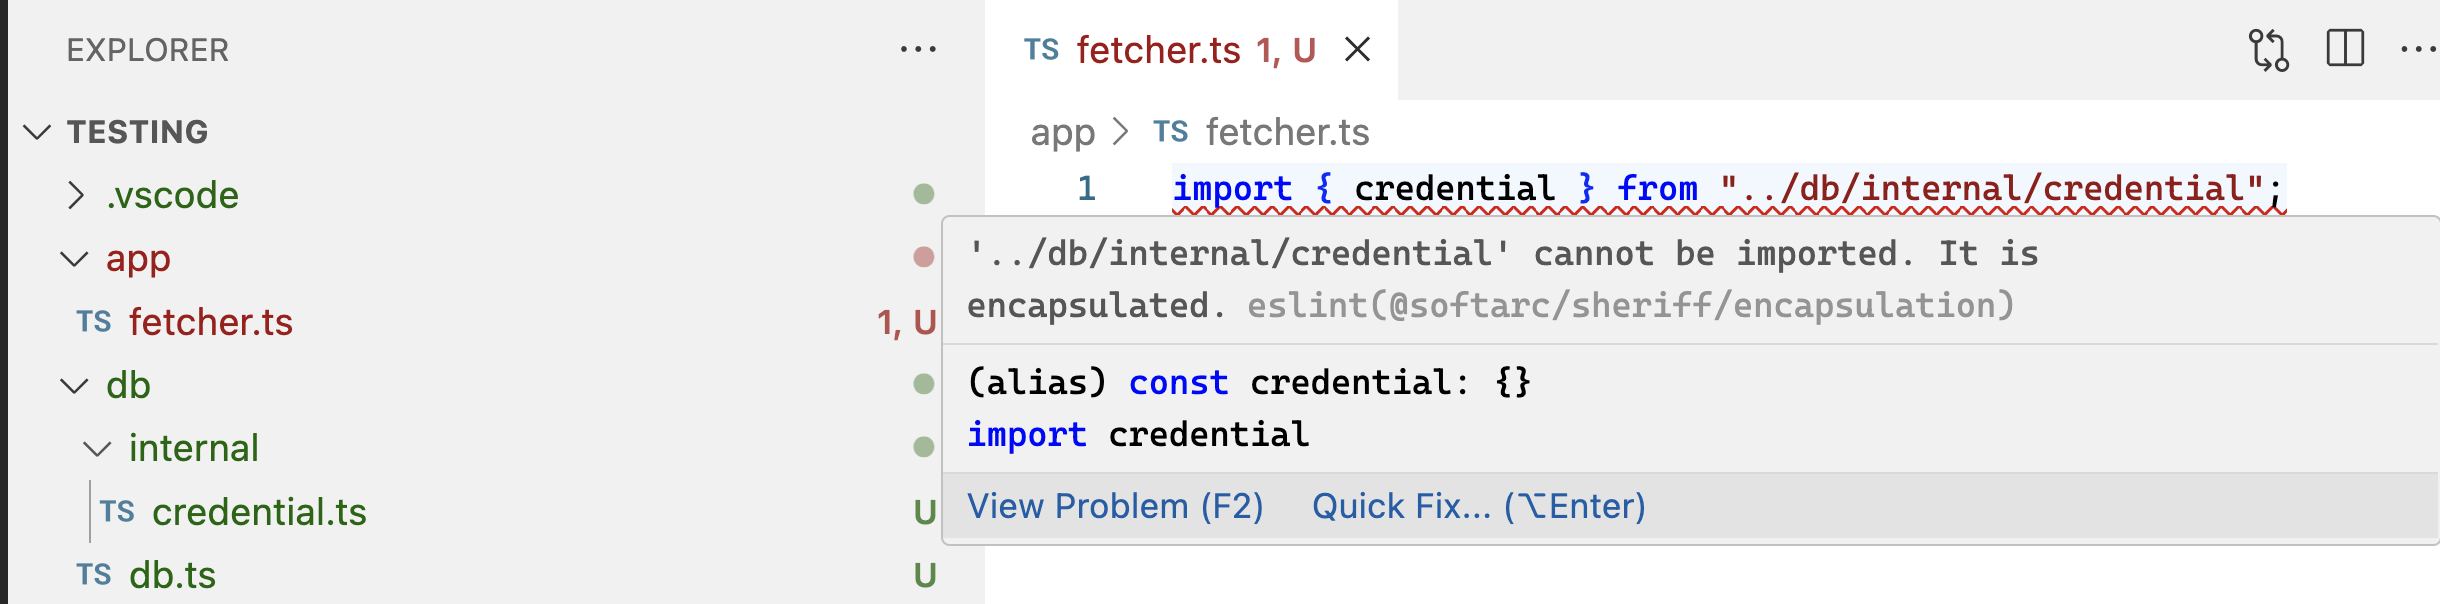 EXPLORER
TESTING
.vscode
app
TS fetcher.ts 1, U
db
internal
TS credential.ts U
TS db.ts U
TS fetcher.ts 1, U
app > TS fetcher.ts
1 import { credential } from "../db/internal/credential";
'../db/internal/credential' cannot be imported. It is
encapsulated. eslint(@softarc/sheriff/encapsulation)
(alias) const credential: {}
import credential
View Problem (F2) Quick Fix... (⌥Enter)